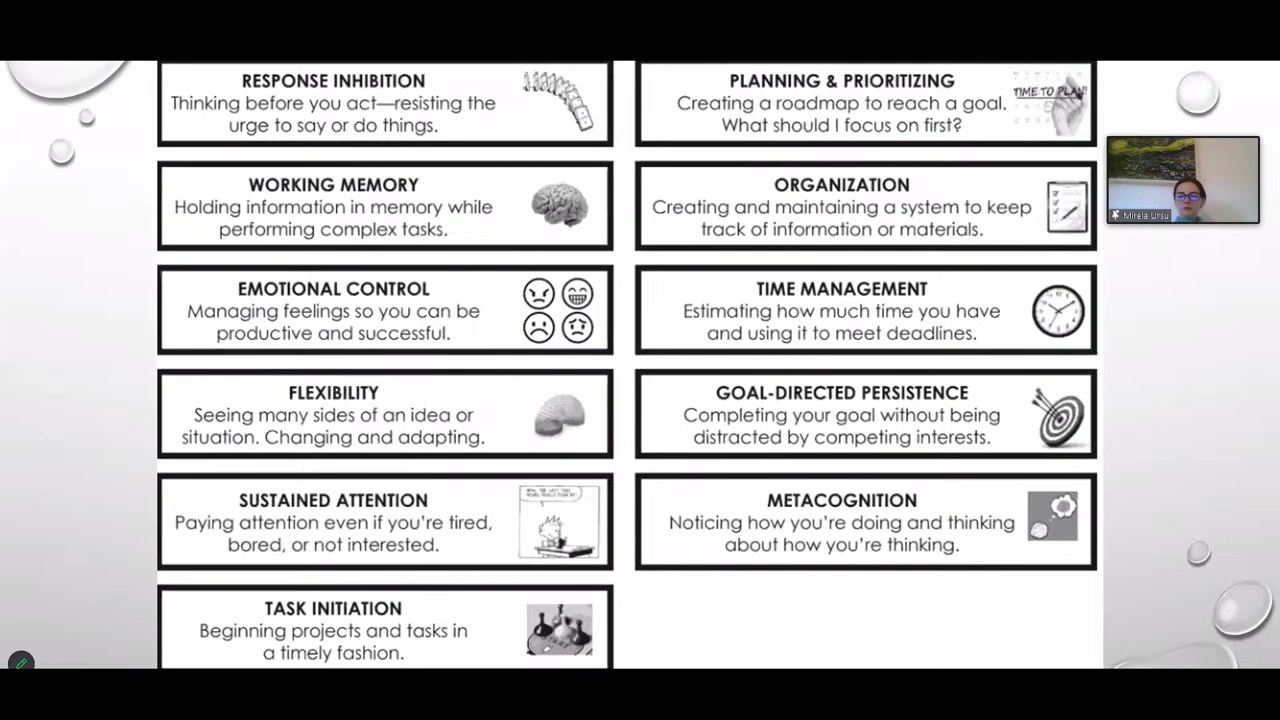 RESPONSE INHIBITION
Thinking before you act—resisting the
urge to say or do things.
WORKING MEMORY
Holding information in memory while
performing complex tasks.
EMOTIONAL CONTROL
Managing feelings so you can be
productive and successful.
FLEXIBILITY
Seeing many sides of an idea or
situation. Changing and adapting.
SUSTAINED ATTENTION
Paying attention even if you're tired,
bored, or not interested.
TASK INITIATION
Beginning projects and tasks in
a timely fashion.
PLANNING & PRIORITIZING
Creating a roadmap to reach a goal.
What should I focus on first?
TIME TO PLAN!
ORGANIZATION
Creating and maintaining a system to keep
track of information or materials.
TIME MANAGEMENT
Estimating how much time you have
and using it to meet deadlines.
GOAL-DIRECTED PERSISTENCE
Completing your goal without being
distracted by competing interests.
METACOGNITION
Noticing how you're doing and thinking
about how you're thinking.
Mirela Ursu